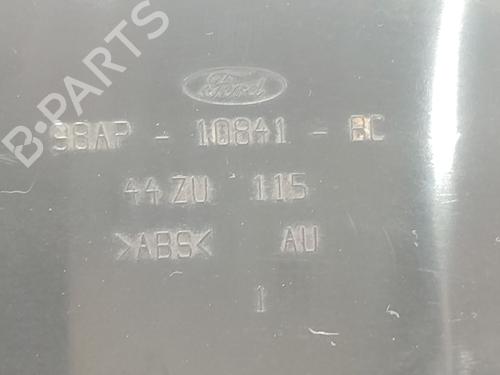 Ford
98AP - 10841 - BC
44 ZU 115
>ABS< AU
1
B-PARTS